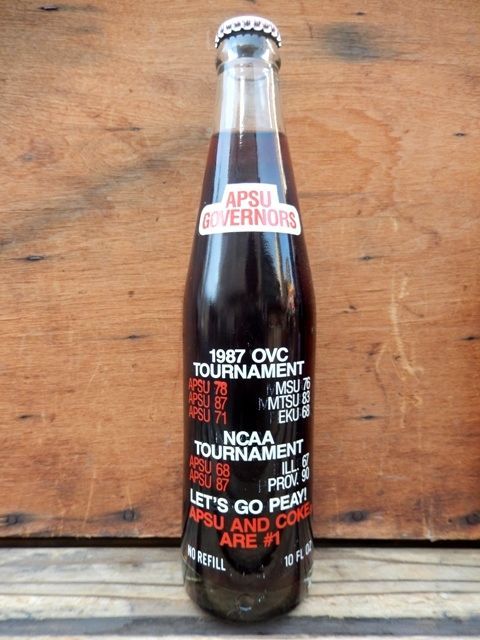 APSU
GOVERNORS
1987 OVC
TOURNAMENT
APSU 78 MSU 76
APSU 87 MTSU 83
APSU 71 EKU 68
NCAA
TOURNAMENT
APSU 68 ILL. 67
APSU 87 PROV. 90
LET'S GO PEAY!
APSU AND COKE
ARE #1
NO REFILL 10 FL OZ